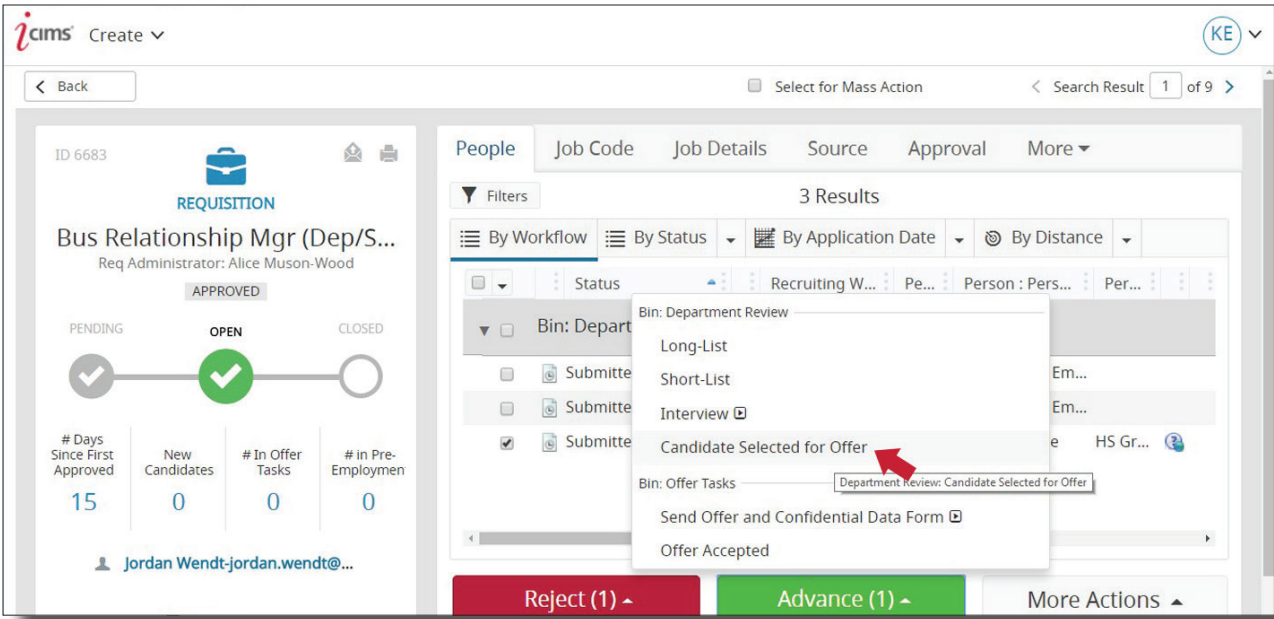 icims Create
KE
Back
Select for Mass Action
Search Result 1 of 9
ID 6683
REQUISITION
Bus Relationship Mgr (Dep/S...
Req Administrator: Alice Muson-Wood
APPROVED
PENDING OPEN CLOSED
# Days Since First Approved
15
New Candidates
0
# In Offer Tasks
0
# in Pre-Employmen
0
Jordan Wendt-jordan.wendt@...
People Job Code Job Details Source Approval More
Filters
3 Results
By Workflow By Status By Application Date By Distance
Status Recruiting W... Pe... Person : Pers... Per...
Bin: Depart
Submitte Em...
Submitte Em...
Submitte e HS Gr...
Bin: Department Review
Long-List
Short-List
Interview
Candidate Selected for Offer
Department Review: Candidate Selected for Offer
Bin: Offer Tasks
Send Offer and Confidential Data Form
Offer Accepted
Reject (1) Advance (1) More Actions